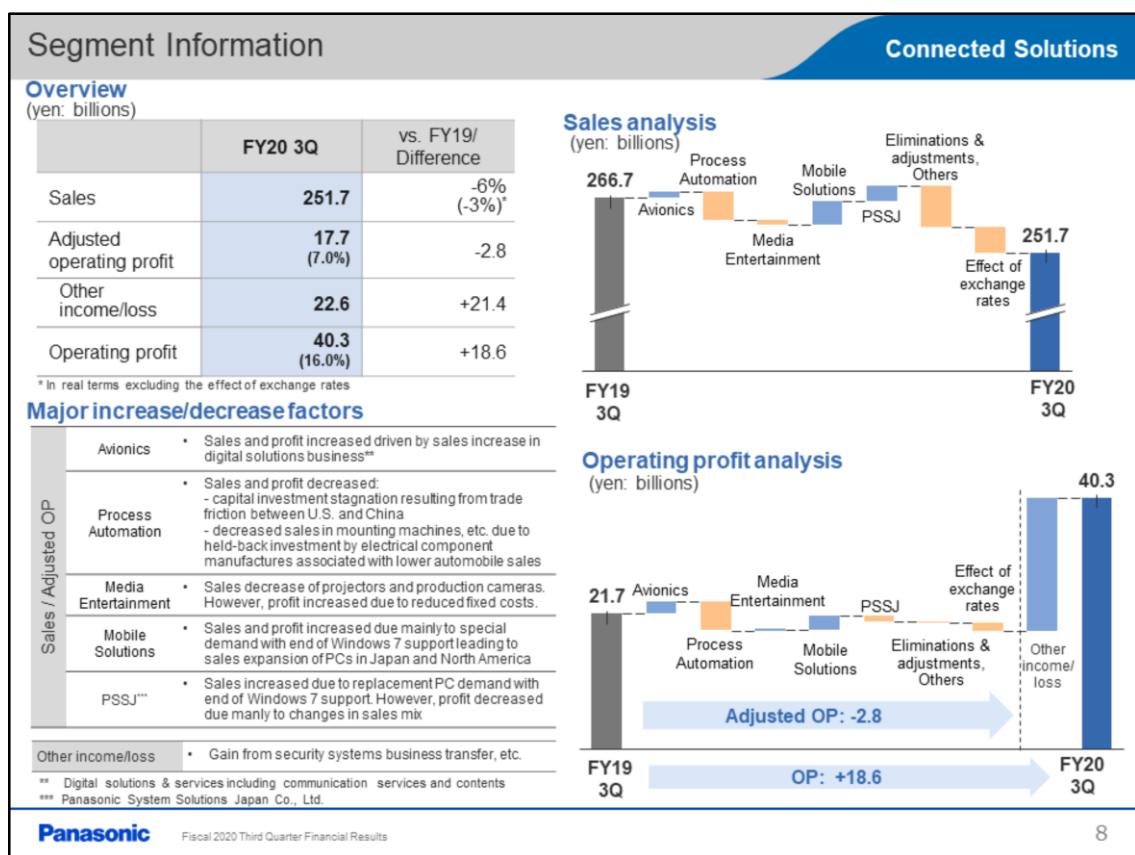 Segment Information
Connected Solutions
Overview
(yen: billions)
FY20 3Q
vs. FY19/
Difference
Sales
251.7
-6%
(-3%)*
Adjusted
operating profit
17.7
(7.0%)
-2.8
Other
income/loss
22.6
+21.4
Operating profit
40.3
(16.0%)
+18.6
* In real terms excluding the effect of exchange rates
Major increase/decrease factors
Sales / Adjusted OP
Avionics
• Sales and profit increased driven by sales increase in
digital solutions business**
Process
Automation
• Sales and profit decreased:
- capital investment stagnation resulting from trade
friction between U.S. and China
- decreased sales in mounting machines, etc. due to
held-back investment by electrical component
manufactures associated with lower automobile sales
Media
Entertainment
• Sales decrease of projectors and production cameras.
However, profit increased due to reduced fixed costs.
Mobile
Solutions
• Sales and profit increased due mainly to special
demand with end of Windows 7 support leading to
sales expansion of PCs in Japan and North America
PSSJ***
• Sales increased due to replacement PC demand with
end of Windows 7 support. However, profit decreased
due manly to changes in sales mix
Other income/loss
• Gain from security systems business transfer, etc.
** Digital solutions & services including communication services and contents
*** Panasonic System Solutions Japan Co., Ltd.
Sales analysis
(yen: billions)
266.7
Avionics
Process
Automation
Media
Entertainment
Mobile
Solutions
PSSJ
Eliminations &
adjustments,
Others
Effect of
exchange
rates
251.7
FY19
3Q
FY20
3Q
Operating profit analysis
(yen: billions)
21.7
Avionics
Process
Automation
Media
Entertainment
Mobile
Solutions
PSSJ
Eliminations &
adjustments,
Others
Effect of
exchange
rates
Other
income/
loss
40.3
Adjusted OP: -2.8
OP: +18.6
FY19
3Q
FY20
3Q
Panasonic
Fiscal 2020 Third Quarter Financial Results
8